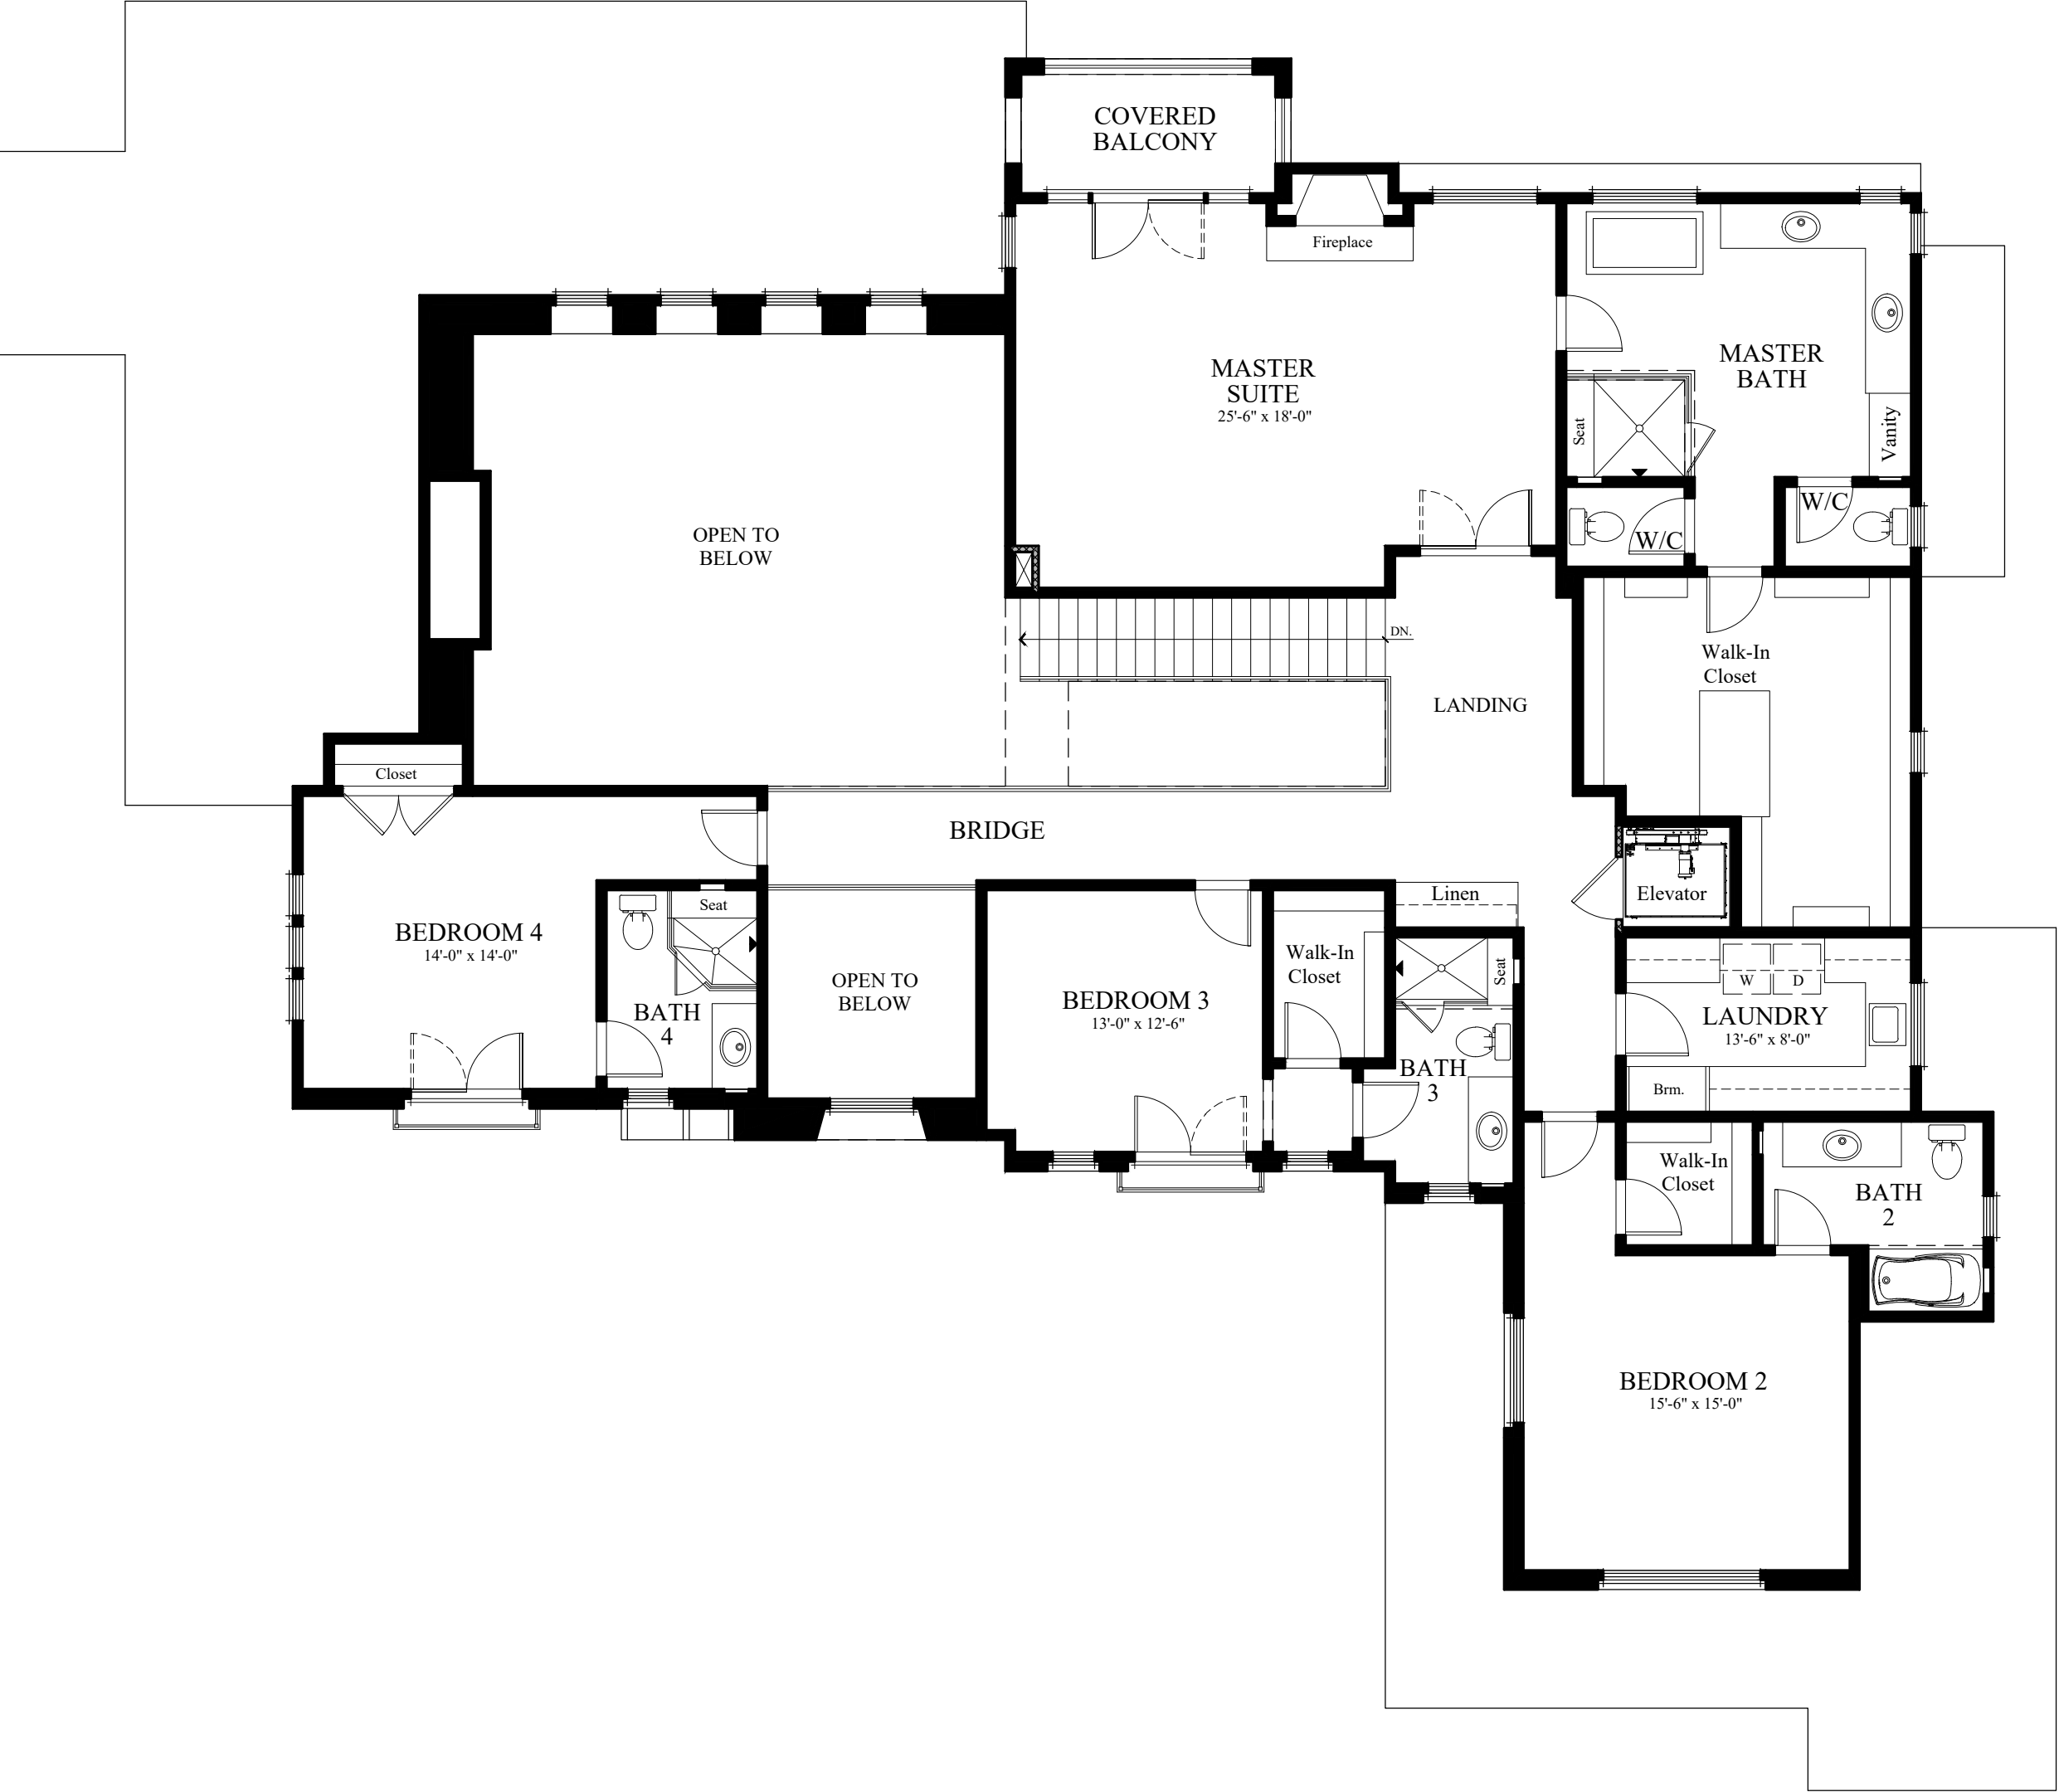 COVERED
BALCONY
Fireplace
MASTER
SUITE
25'-6" x 18'-0"
MASTER
BATH
Seat
Vanity
W/C
W/C
OPEN TO
BELOW
DN.
Walk-In
Closet
LANDING
Closet
BRIDGE
Elevator
Linen
Seat
BEDROOM 4
14'-0" x 14'-0"
BATH
4
OPEN TO
BELOW
BEDROOM 3
13'-0" x 12'-6"
Walk-In
Closet
Seat
BATH
3
W
D
LAUNDRY
13'-6" x 8'-0"
Brm.
Walk-In
Closet
BATH
2
BEDROOM 2
15'-6" x 15'-0"